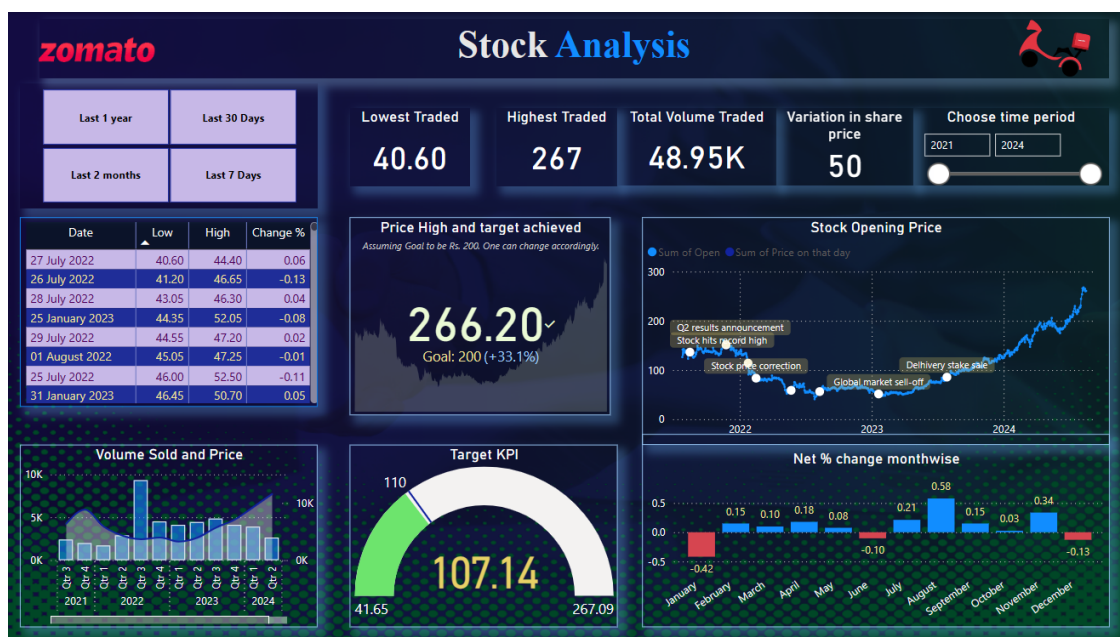 zomato
Stock Analysis
Last 1 year
Last 30 Days
Last 2 months
Last 7 Days
Lowest Traded
40.60
Highest Traded
267
Total Volume Traded
48.95K
Variation in share
price
50
Choose time period
2021
2024
Date Low High Change %
27 July 2022 40.60 44.40 0.06
26 July 2022 41.20 46.65 -0.13
28 July 2022 43.05 46.30 0.04
25 January 2023 44.35 52.05 -0.08
29 July 2022 44.55 47.20 0.02
01 August 2022 45.05 47.25 -0.01
25 July 2022 46.00 52.50 -0.11
31 January 2023 46.45 50.70 0.05
Price High and target achieved
Assuming Goal to be Rs. 200. One can change accordingly.
266.20
Goal: 200 (+33.1%)
Stock Opening Price
Sum of Open Sum of Price on that day
300
200
100
0
Q2 results announcement
Stock hits record high
Stock price correction
Global market sell-off
Delhivery stake sale
2022 2023 2024
Volume Sold and Price
10K
5K
0K
10K
0K
Qtr 3 Qtr 4 Qtr 1 Qtr 2 Qtr 3 Qtr 4 Qtr 1 Qtr 2 Qtr 3 Qtr 4 Qtr 1 Qtr 2
2021 2022 2023 2024
Target KPI
110
107.14
41.65 267.09
Net % change monthwise
0.5
0.0
-0.5
-0.42 0.15 0.10 0.18 0.08 -0.10 0.21 0.58 0.15 0.03 0.34 -0.13
January February March April May June July August September October November December